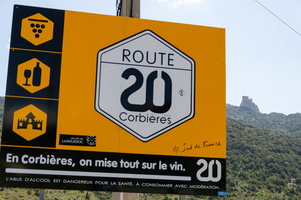 ROUTE
20
Corbières
LANGUEDOC
#Sud de France
En Corbières, on mise tout sur le vin. 20
L'ABUS D'ALCOOL EST DANGEREUX POUR LA SANTÉ, À CONSOMMER AVEC MODÉRATION.